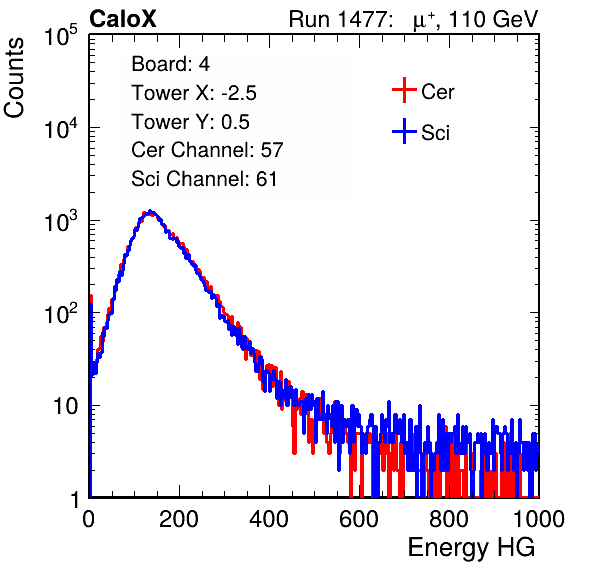 CaloX Run 1477: μ⁺, 110 GeV
Board: 4
Tower X: -2.5
Tower Y: 0.5
Cer Channel: 57
Sci Channel: 61
Cer
Sci
Counts
10⁵
10⁴
10³
10²
10
1
0 200 400 600 800 1000
Energy HG